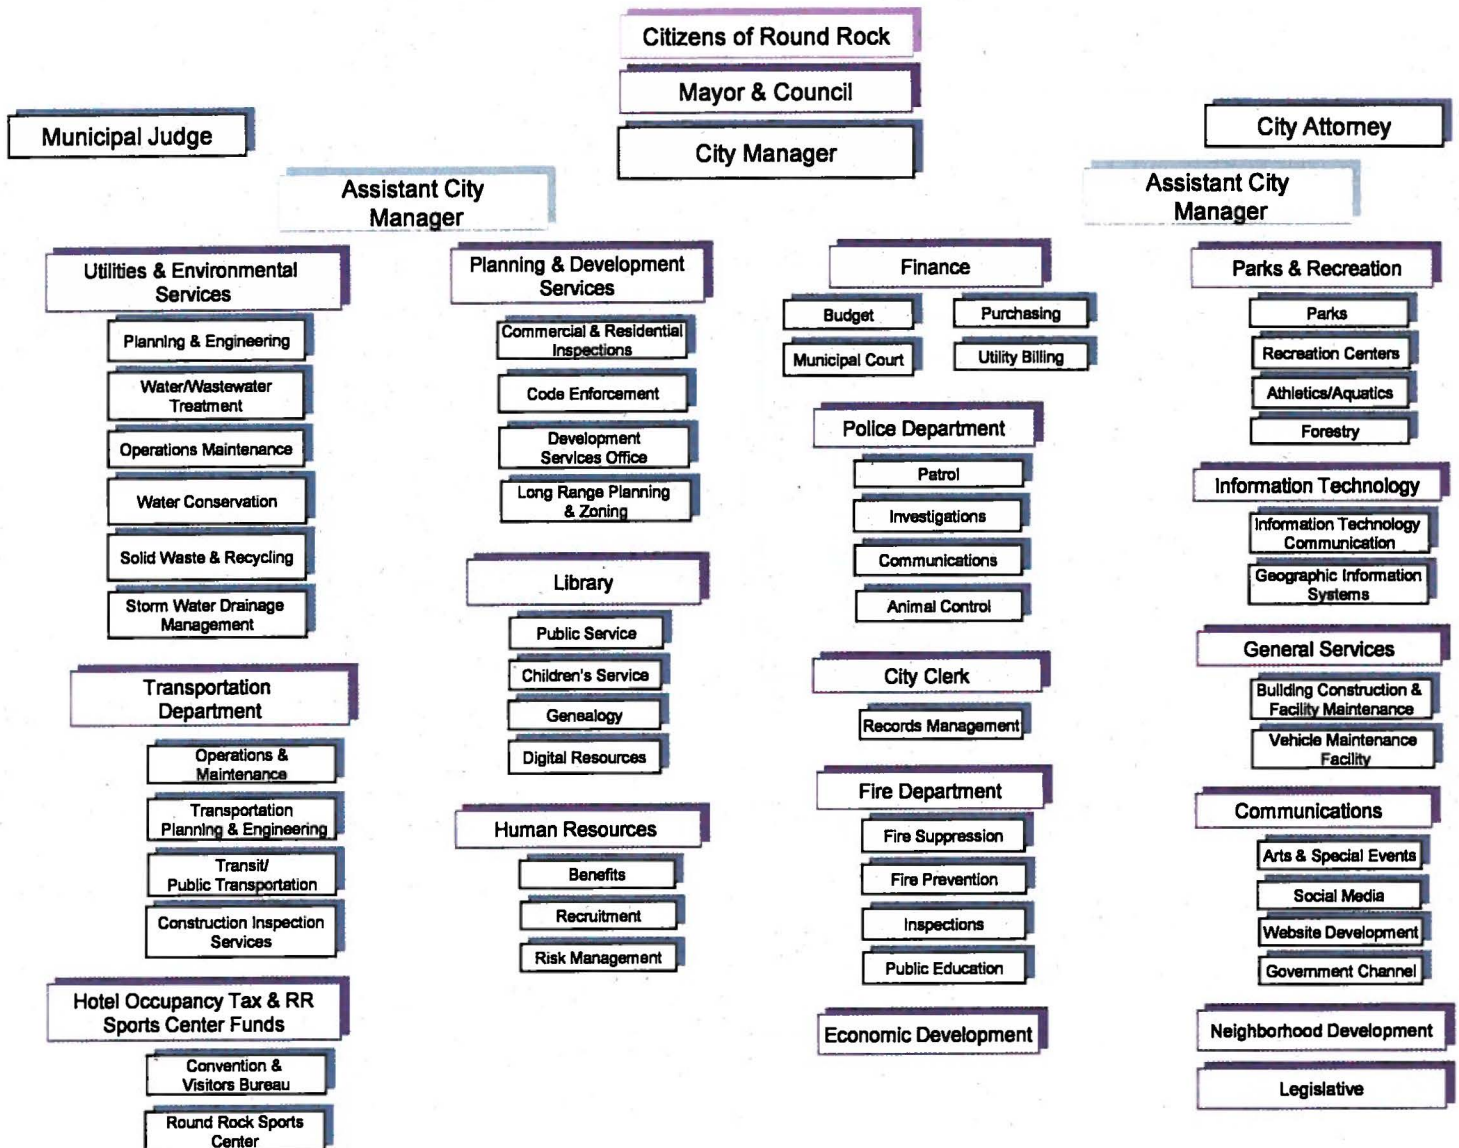 Citizens of Round Rock
Mayor & Council
City Manager
Municipal Judge
City Attorney
Assistant City
Manager
Assistant City
Manager
Utilities & Environmental
Services
Planning & Engineering
Water/Wastewater
Treatment
Operations Maintenance
Water Conservation
Solid Waste & Recycling
Storm Water Drainage
Management
Transportation
Department
Operations &
Maintenance
Transportation
Planning & Engineering
Transit/
Public Transportation
Construction Inspection
Services
Hotel Occupancy Tax & RR
Sports Center Funds
Convention &
Visitors Bureau
Round Rock Sports
Center
Planning & Development
Services
Commercial & Residential
Inspections
Code Enforcement
Development
Services Office
Long Range Planning
& Zoning
Library
Public Service
Children's Service
Genealogy
Digital Resources
Human Resources
Benefits
Recruitment
Risk Management
Finance
Budget
Purchasing
Municipal Court
Utility Billing
Police Department
Patrol
Investigations
Communications
Animal Control
City Clerk
Records Management
Fire Department
Fire Suppression
Fire Prevention
Inspections
Public Education
Economic Development
Parks & Recreation
Parks
Recreation Centers
Athletics/Aquatics
Forestry
Information Technology
Information Technology
Communication
Geographic Information
Systems
General Services
Building Construction &
Facility Maintenance
Vehicle Maintenance
Facility
Communications
Arts & Special Events
Social Media
Website Development
Government Channel
Neighborhood Development
Legislative